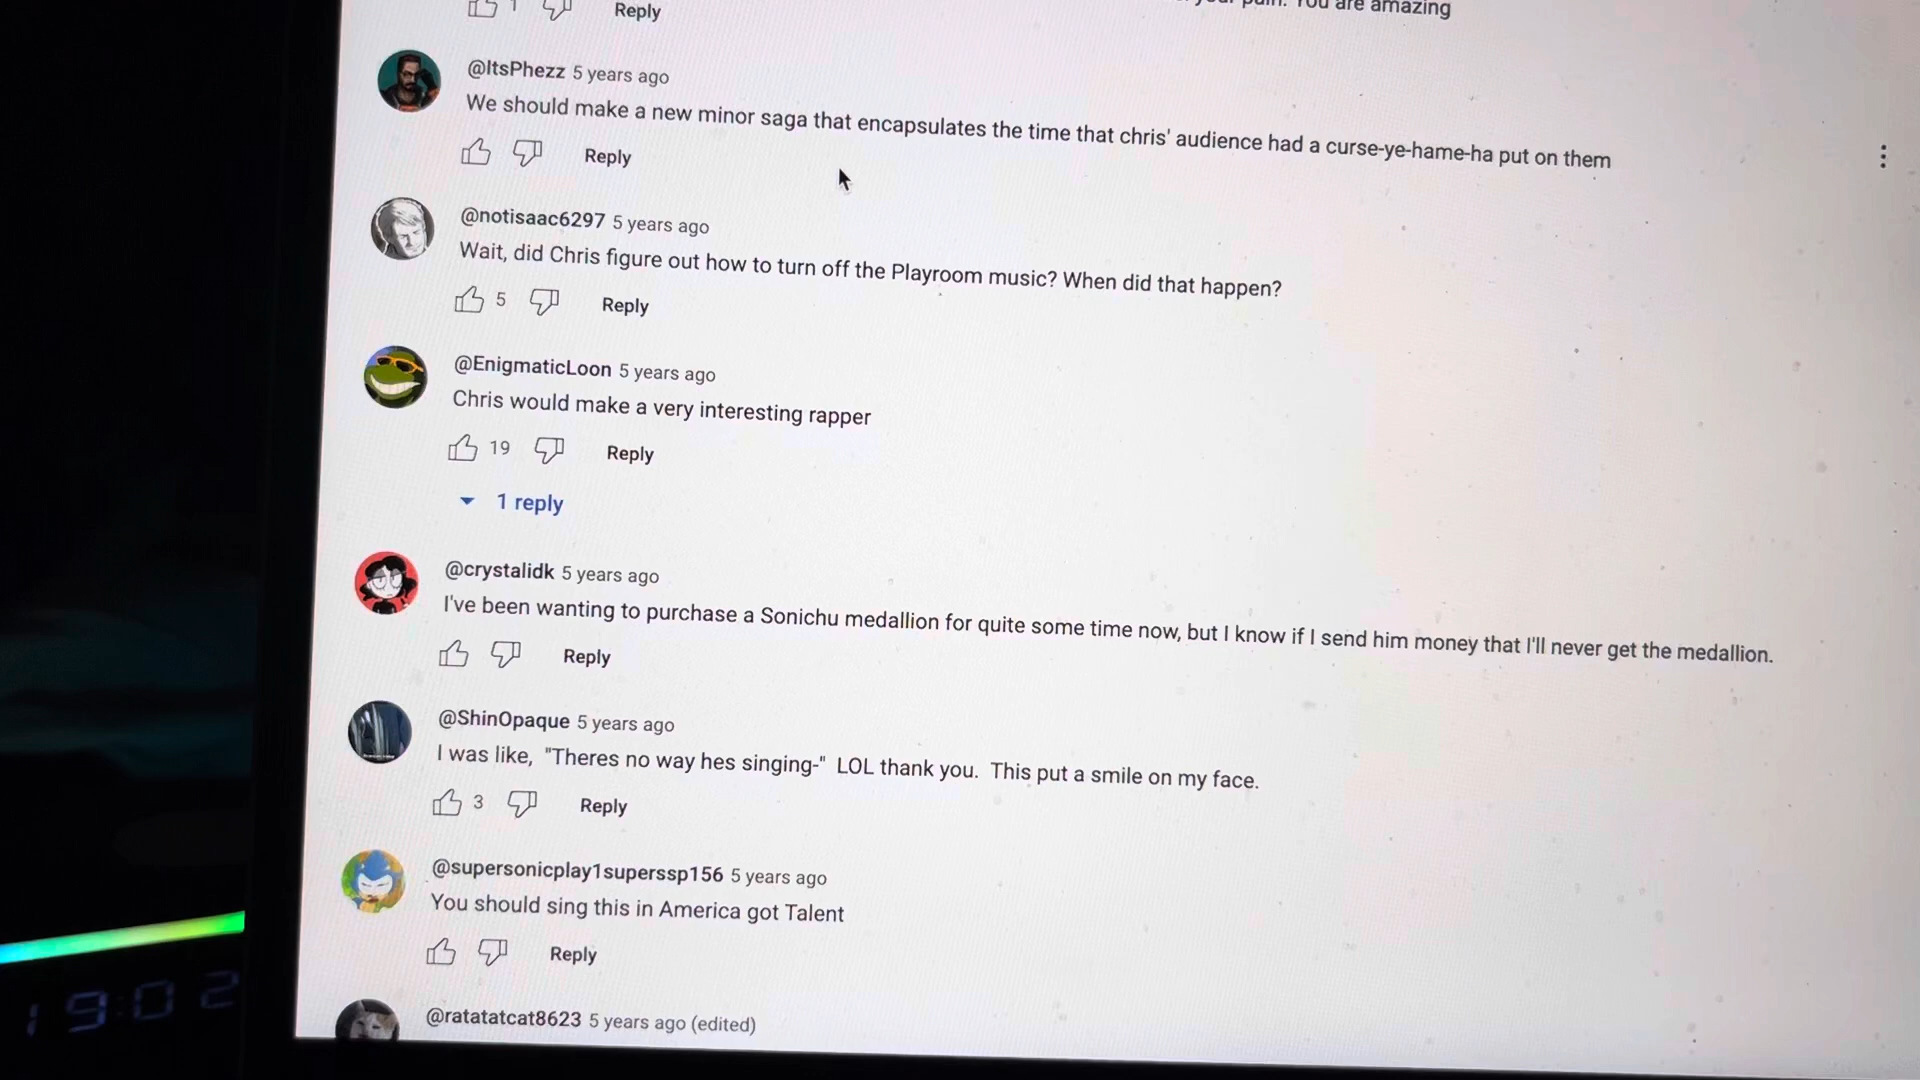 your pain. You are amazing
1 Reply
@ItsPhezz 5 years ago
We should make a new minor saga that encapsulates the time that chris' audience had a curse-ye-hame-ha put on them
Reply
@notisaac6297 5 years ago
Wait, did Chris figure out how to turn off the Playroom music? When did that happen?
5 Reply
@EnigmaticLoon 5 years ago
Chris would make a very interesting rapper
19 Reply
1 reply
@crystalidk 5 years ago
I've been wanting to purchase a Sonichu medallion for quite some time now, but I know if I send him money that I'll never get the medallion.
Reply
@ShinOpaque 5 years ago
I was like, "Theres no way hes singing-" LOL thank you. This put a smile on my face.
3 Reply
@supersonicplay1superssp156 5 years ago
You should sing this in America got Talent
Reply
@ratatatcat8623 5 years ago (edited)
19:02